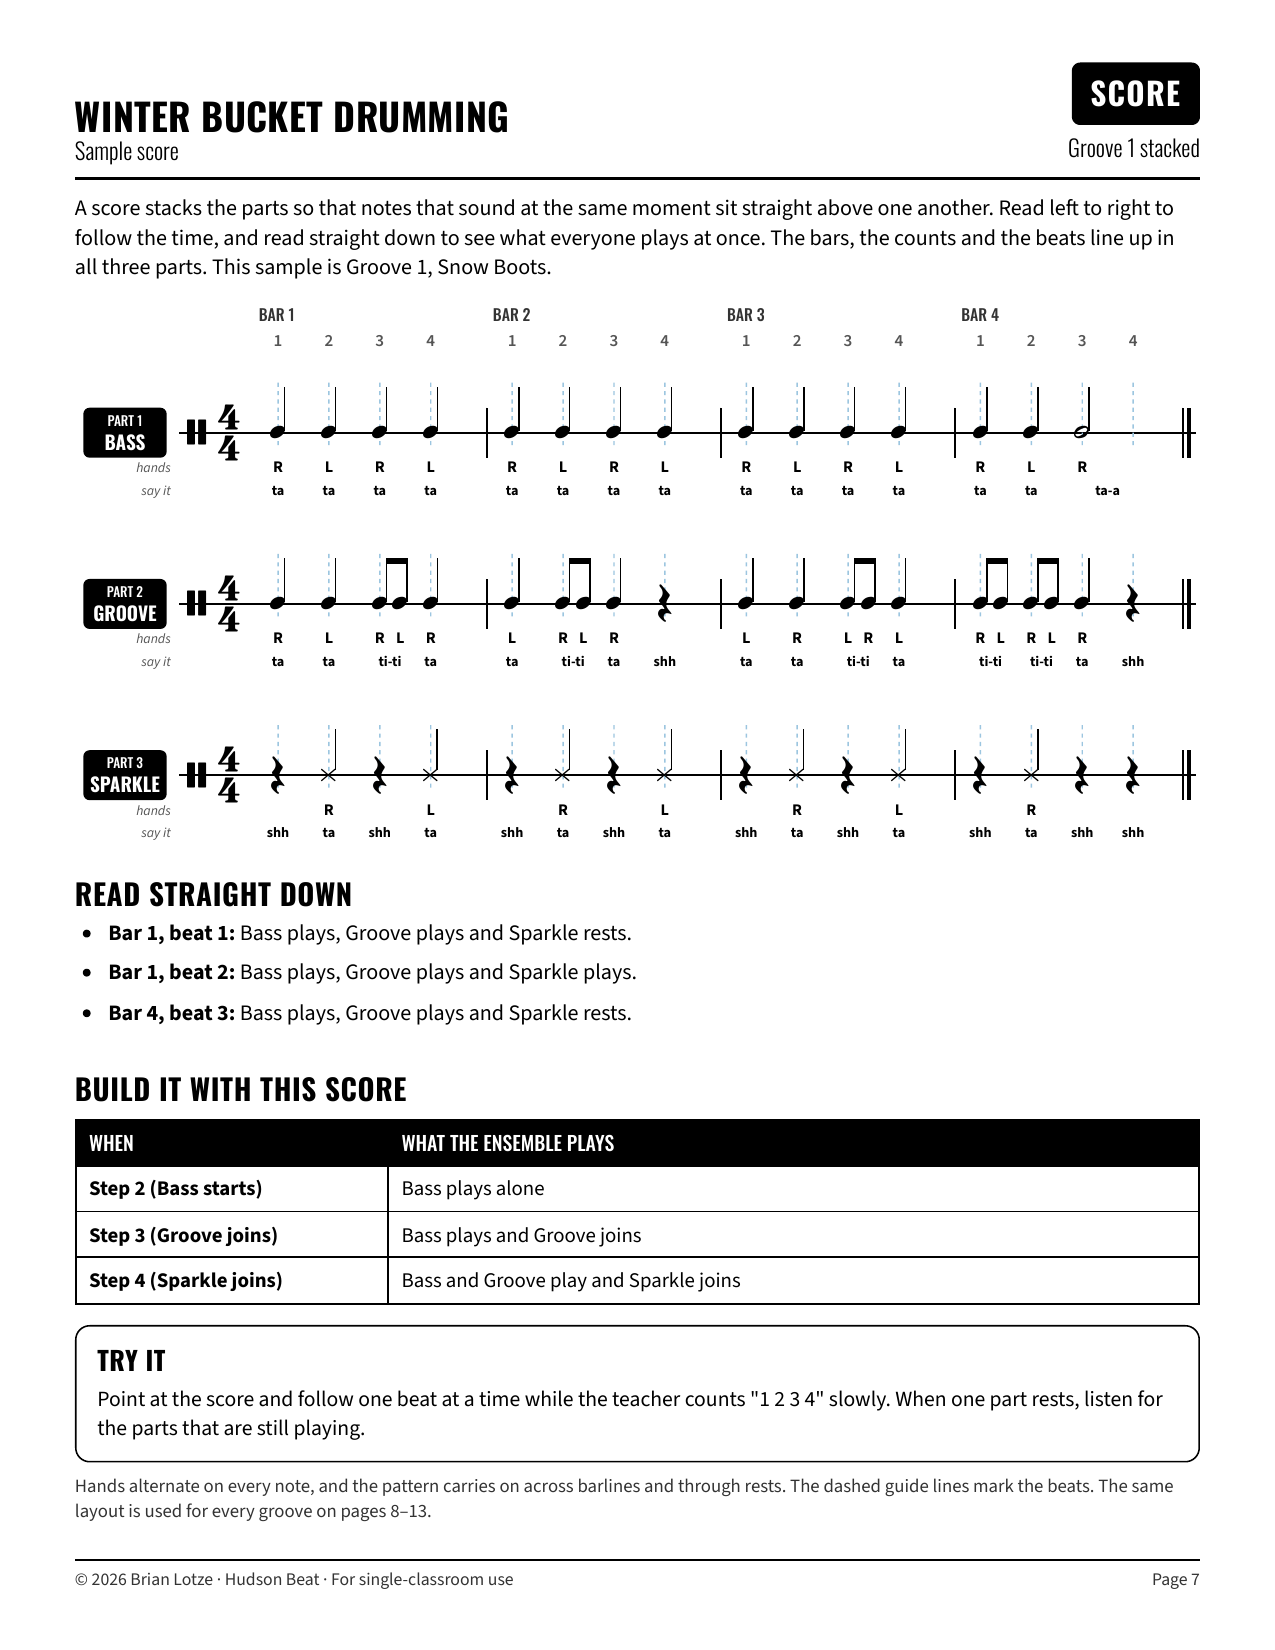 WINTER BUCKET DRUMMING
Sample score
SCORE
Groove 1 stacked
A score stacks the parts so that notes that sound at the same moment sit straight above one another. Read left to right to
follow the time, and read straight down to see what everyone plays at once. The bars, the counts and the beats line up in
all three parts. This sample is Groove 1, Snow Boots.
BAR 1 BAR 2 BAR 3 BAR 4
1 2 3 4 1 2 3 4 1 2 3 4 1 2 3 4
PART 1
BASS
4
4
hands R L R L R L R L R L R L R L R
say it ta ta ta ta ta ta ta ta ta ta ta ta ta ta ta-a
PART 2
GROOVE
4
4
hands R L R L R L R L R L R L R L R L R L R
say it ta ta ti-ti ta ta ti-ti ta shh ta ta ti-ti ta ti-ti ti-ti ta shh
PART 3
SPARKLE
4
4
hands R L R L R L R
say it shh ta shh ta shh ta shh ta shh ta shh ta shh ta shh shh
READ STRAIGHT DOWN
• Bar 1, beat 1: Bass plays, Groove plays and Sparkle rests.
• Bar 1, beat 2: Bass plays, Groove plays and Sparkle plays.
• Bar 4, beat 3: Bass plays, Groove plays and Sparkle rests.
BUILD IT WITH THIS SCORE
WHEN WHAT THE ENSEMBLE PLAYS
Step 2 (Bass starts) Bass plays alone
Step 3 (Groove joins) Bass plays and Groove joins
Step 4 (Sparkle joins) Bass and Groove play and Sparkle joins
TRY IT
Point at the score and follow one beat at a time while the teacher counts "1 2 3 4" slowly. When one part rests, listen for
the parts that are still playing.
Hands alternate on every note, and the pattern carries on across barlines and through rests. The dashed guide lines mark the beats. The same
layout is used for every groove on pages 8–13.
© 2026 Brian Lotze · Hudson Beat · For single-classroom use
Page 7